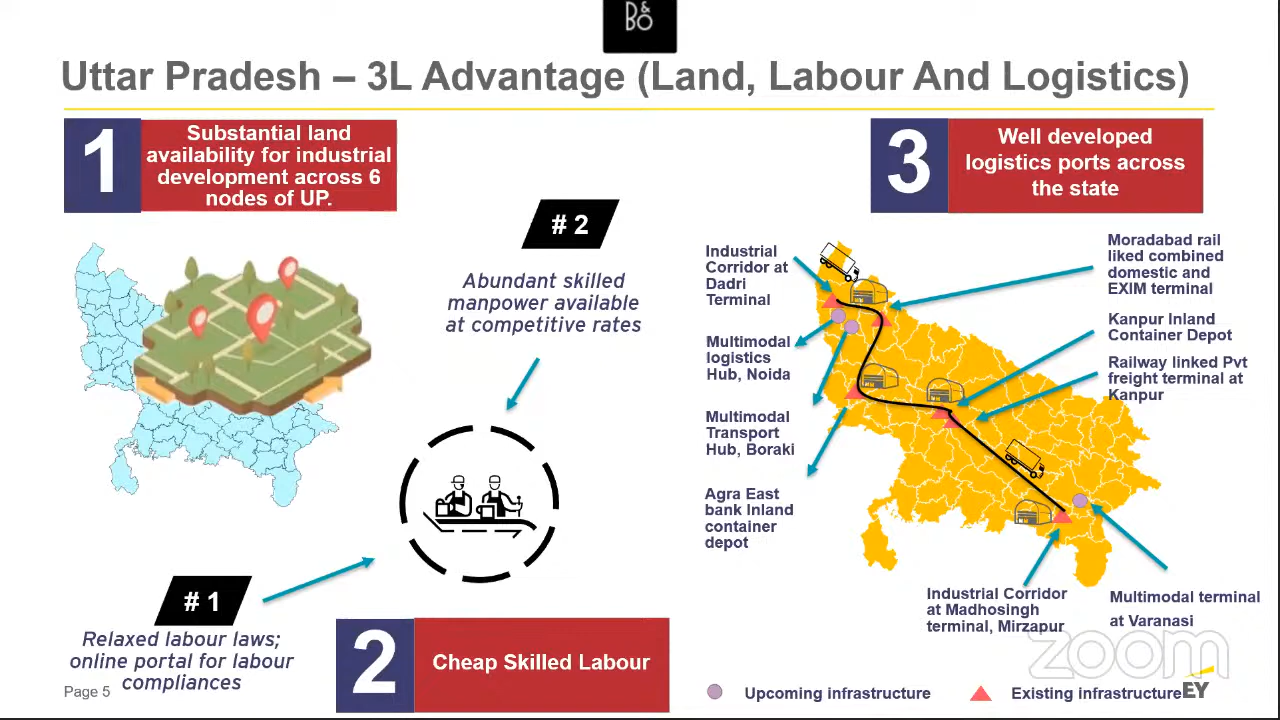 D&
BO
Uttar Pradesh – 3L Advantage (Land, Labour And Logistics)
1
Substantial land
availability for industrial
development across 6
nodes of UP.
# 2
Abundant skilled
manpower available
at competitive rates
# 1
Relaxed labour laws;
online portal for labour
compliances
2
Cheap Skilled Labour
3
Well developed
logistics ports across
the state
Industrial
Corridor at
Dadri
Terminal
Multimodal
logistics
Hub, Noida
Multimodal
Transport
Hub, Boraki
Agra East
bank Inland
container
depot
Moradabad rail
liked combined
domestic and
EXIM terminal
Kanpur Inland
Container Depot
Railway linked Pvt
freight terminal at
Kanpur
Industrial Corridor
at Madhosingh
terminal, Mirzapur
Multimodal terminal
at Varanasi
Upcoming infrastructure
Existing infrastructure
Page 5
zoom
EY